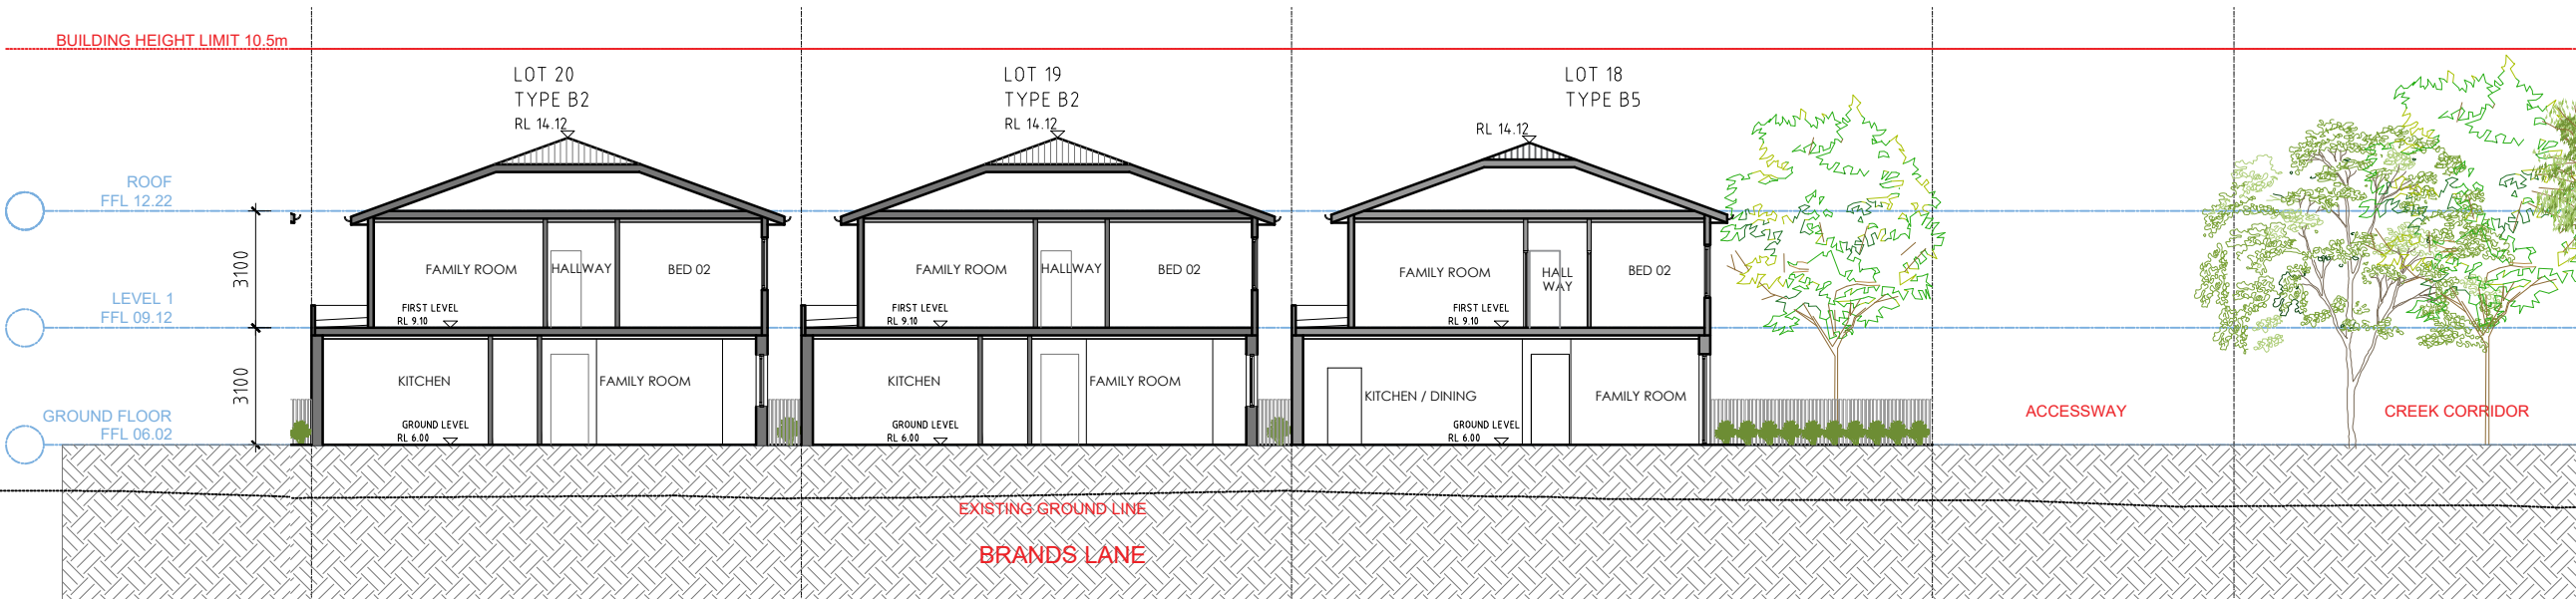 BUILDING HEIGHT LIMIT 10.5m
LOT 20
TYPE B2
RL 14.12
LOT 19
TYPE B2
RL 14.12
LOT 18
TYPE B5
RL 14.12
ROOF
FFL 12.22
3100
FAMILY ROOM
HALLWAY
BED 02
FAMILY ROOM
HALLWAY
BED 02
FAMILY ROOM
HALL
WAY
BED 02
LEVEL 1
FFL 09.12
FIRST LEVEL
RL 9.10
FIRST LEVEL
RL 9.10
FIRST LEVEL
RL 9.10
3100
KITCHEN
FAMILY ROOM
KITCHEN
FAMILY ROOM
KITCHEN / DINING
FAMILY ROOM
GROUND FLOOR
FFL 06.02
GROUND LEVEL
RL 6.00
GROUND LEVEL
RL 6.00
GROUND LEVEL
RL 6.00
ACCESSWAY
CREEK CORRIDOR
EXISTING GROUND LINE
BRANDS LANE